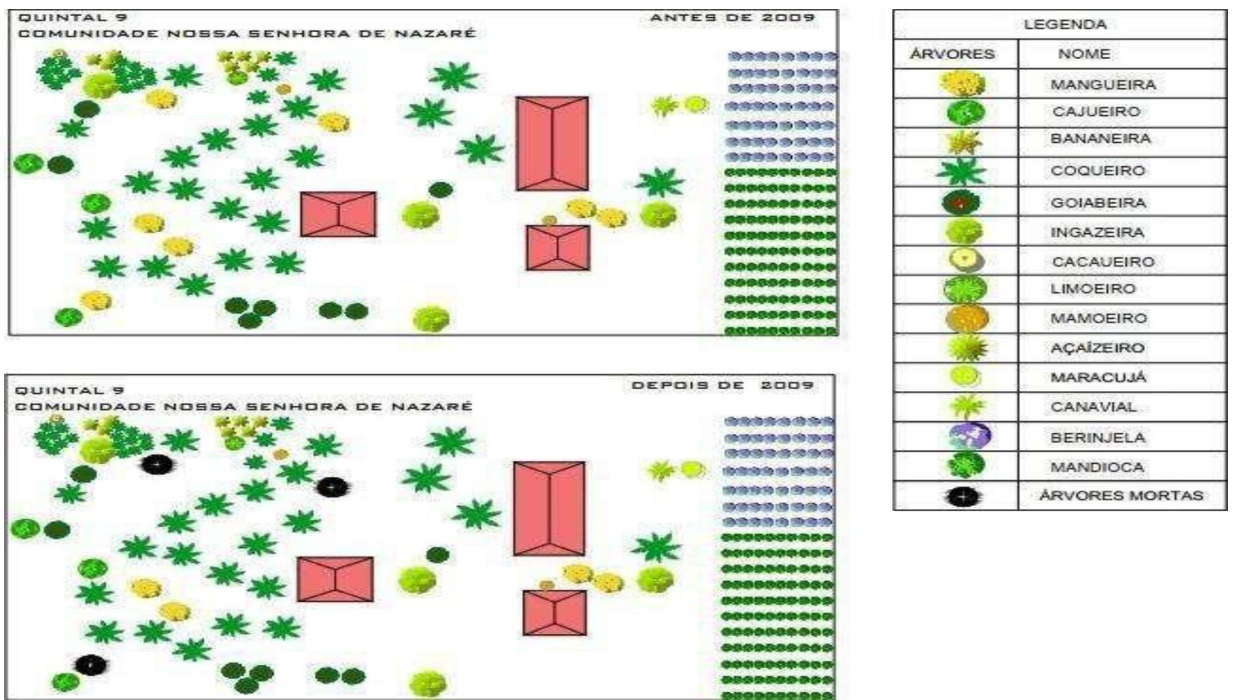 QUINTAL 9 ANTES DE 2009
COMUNIDADE NOSSA SENHORA DE NAZARÉ
QUINTAL 9 DEPOIS DE 2009
COMUNIDADE NOSSA SENHORA DE NAZARÉ
LEGENDA
ÁRVORES NOME
MANGUEIRA
CAJUEIRO
BANANEIRA
COQUEIRO
GOIABEIRA
INGAZEIRA
CACAUEIRO
LIMOEIRO
MAMOEIRO
AÇAÍZEIRO
MARACUJÁ
CANAVIAL
BERINJELA
MANDIOCA
ÁRVORES MORTAS